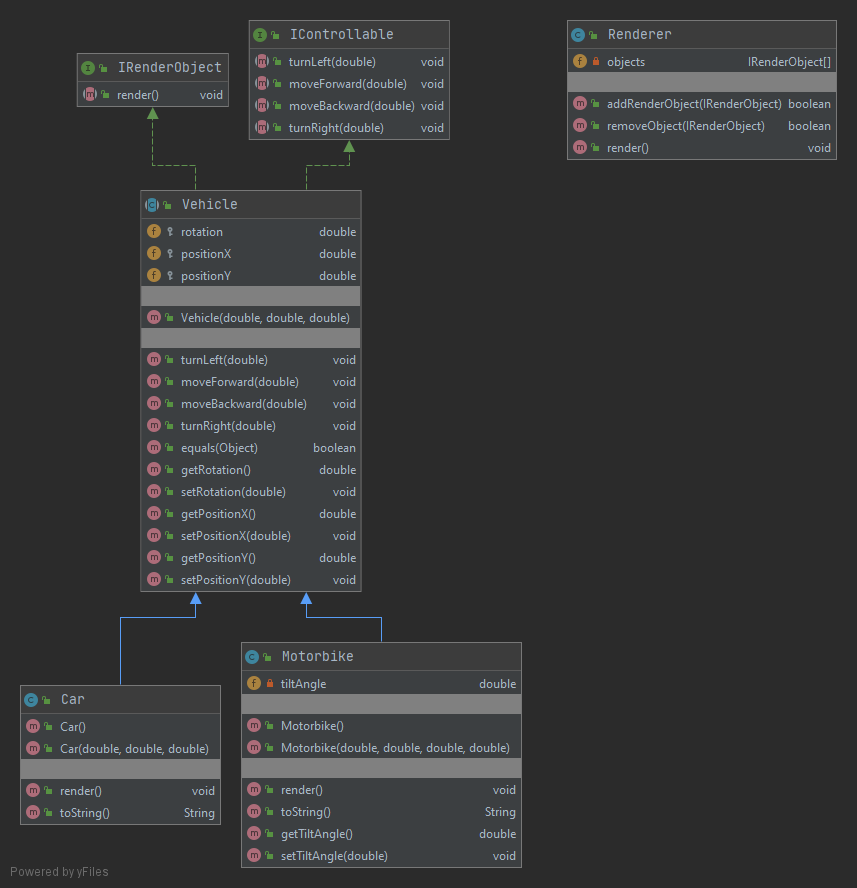 IRenderObject
render() void
IControllable
turnLeft(double) void
moveForward(double) void
moveBackward(double) void
turnRight(double) void
Renderer
objects IRenderObject[]
addRenderObject(IRenderObject) boolean
removeObject(IRenderObject) boolean
render() void
Vehicle
rotation double
positionX double
positionY double
Vehicle(double, double, double)
turnLeft(double) void
moveForward(double) void
moveBackward(double) void
turnRight(double) void
equals(Object) boolean
getRotation() double
setRotation(double) void
getPositionX() double
setPositionX(double) void
getPositionY() double
setPositionY(double) void
Car
Car()
Car(double, double, double)
render() void
toString() String
Motorbike
tiltAngle double
Motorbike()
Motorbike(double, double, double, double)
render() void
toString() String
getTiltAngle() double
setTiltAngle(double) void
Powered by yFiles